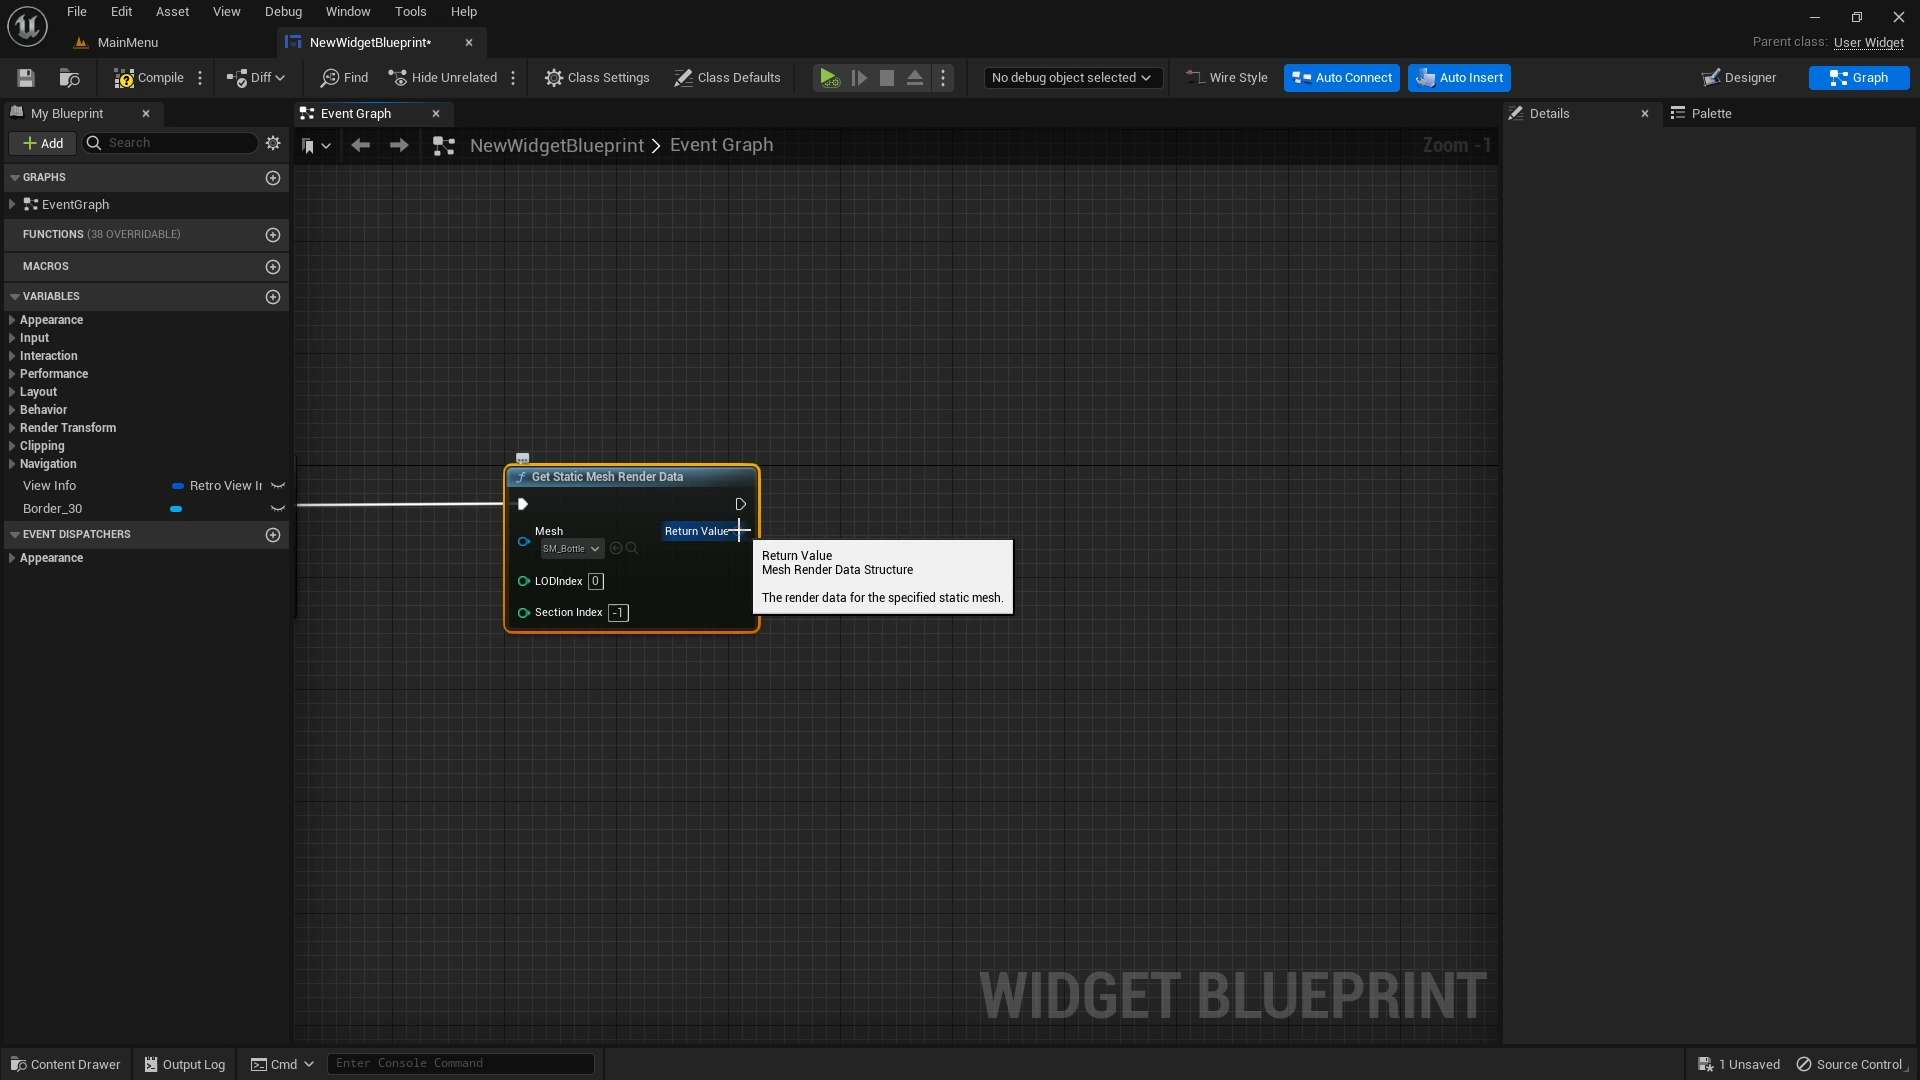 File Edit Asset View Debug Window Tools Help
MainMenu
NewWidgetBlueprint*
Parent class: User Widget
Compile
Diff
Find
Hide Unrelated
Class Settings
Class Defaults
No debug object selected
Wire Style
Auto Connect
Auto Insert
Designer
Graph
My Blueprint
Event Graph
Details
Palette
Add
Search
NewWidgetBlueprint > Event Graph
Zoom -1
GRAPHS
EventGraph
FUNCTIONS (38 OVERRIDABLE)
MACROS
VARIABLES
Appearance
Input
Interaction
Performance
Layout
Behavior
Render Transform
Clipping
Navigation
View Info Retro View Ir
Border_30
EVENT DISPATCHERS
Appearance
Get Static Mesh Render Data
Mesh
SM_Bottle
Return Value
LODIndex 0
Section Index -1
Return Value
Mesh Render Data Structure
The render data for the specified static mesh.
WIDGET BLUEPRINT
Content Drawer
Output Log
Cmd
Enter Console Command
1 Unsaved
Source Control